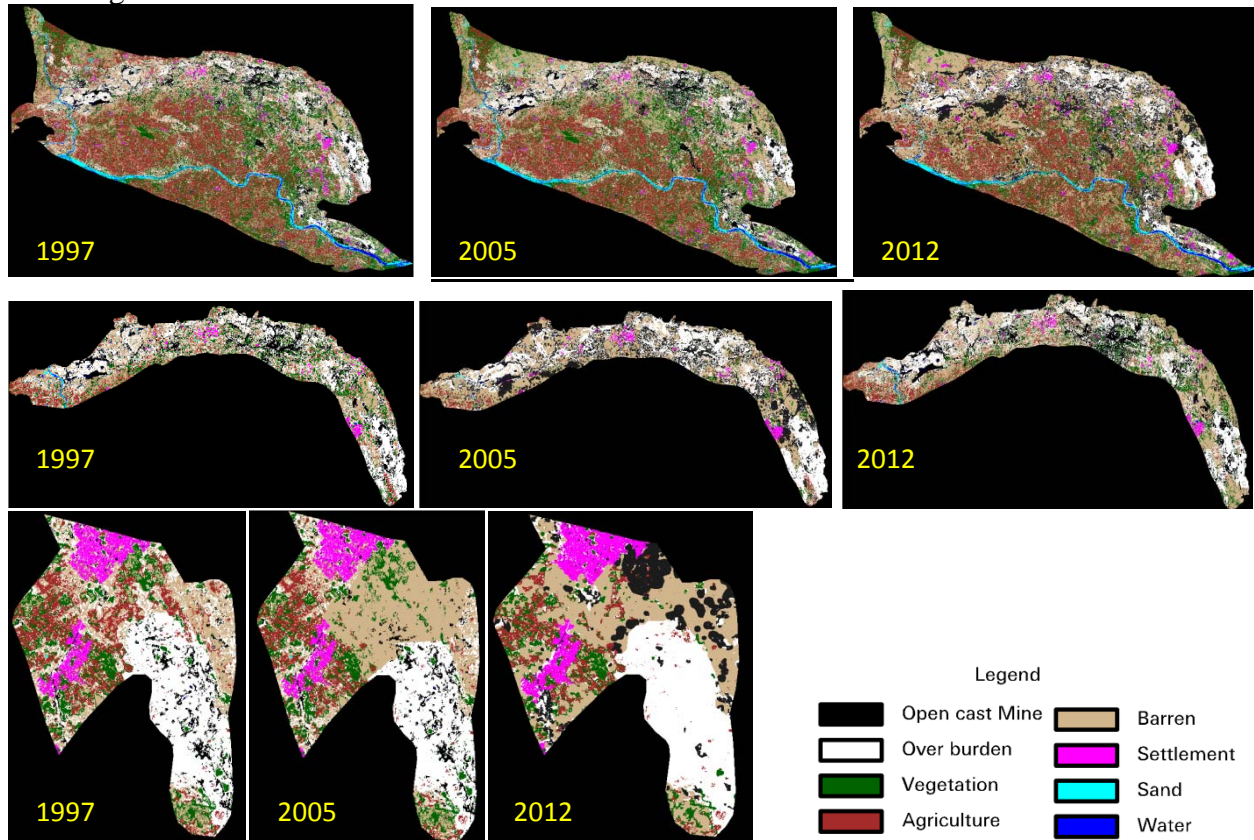 1997
2005
2012
1997
2005
2012
1997
2005
2012
Legend
Open cast Mine
Over burden
Vegetation
Agriculture
Barren
Settlement
Sand
Water